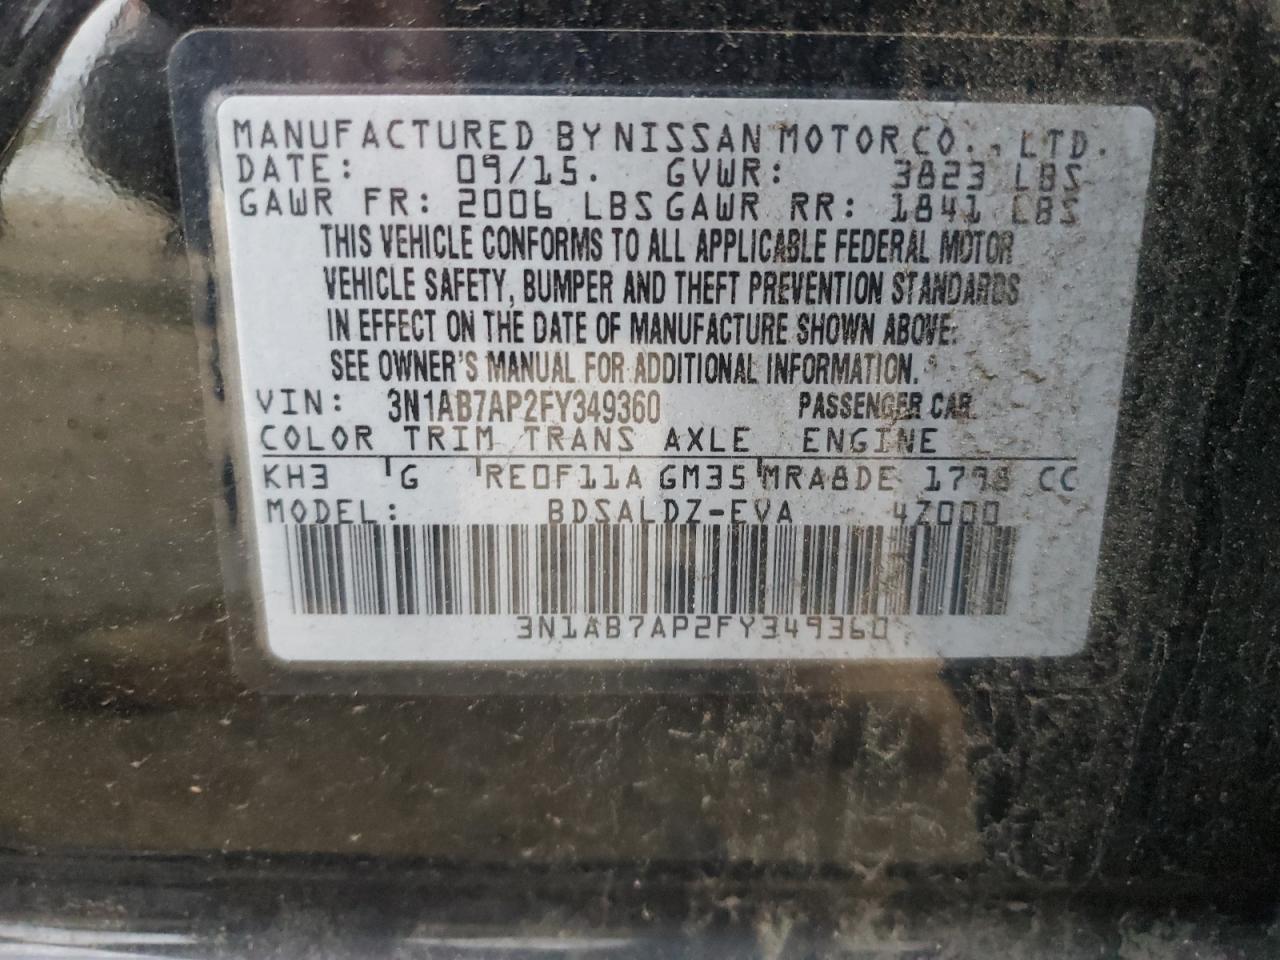 MANUFACTURED BY NISSAN MOTOR CO., LTD.
DATE: 09/15. GVWR: 3823 LBS
GAWR FR: 2006 LBS GAWR RR: 1841 LBS
THIS VEHICLE CONFORMS TO ALL APPLICABLE FEDERAL MOTOR
VEHICLE SAFETY, BUMPER AND THEFT PREVENTION STANDARDS
IN EFFECT ON THE DATE OF MANUFACTURE SHOWN ABOVE.
SEE OWNER'S MANUAL FOR ADDITIONAL INFORMATION.
VIN: 3N1AB7AP2FY349360 PASSENGER CAR
COLOR TRIM TRANS AXLE ENGINE
KH3 G RE0F11A GM35 MRA8DE 1798 CC
MODEL: BDSALDZ-EVA 4Z000
3N1AB7AP2FY349360